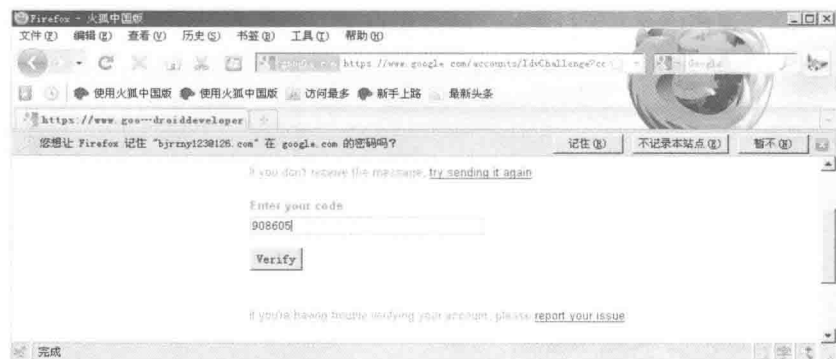 Firefox - 火狐中国版
文件(F) 编辑(E) 查看(V) 历史(S) 书签(B) 工具(T) 帮助(H)
https://www.google.com/accounts/IdvChallenge?cc Google
使用火狐中国版 使用火狐中国版 访问最多 新手上路 最新头条
https://www.goo···droiddeveloper
您想让 Firefox 记住 "bjrzny123@126.com" 在 google.com 的密码吗? 记住(R) 不记录本站点(E) 暂不(N)
If you don't receive the message, try sending it again
Enter your code
908605
Verify
If you're having trouble verifying your account, please report your issue
完成